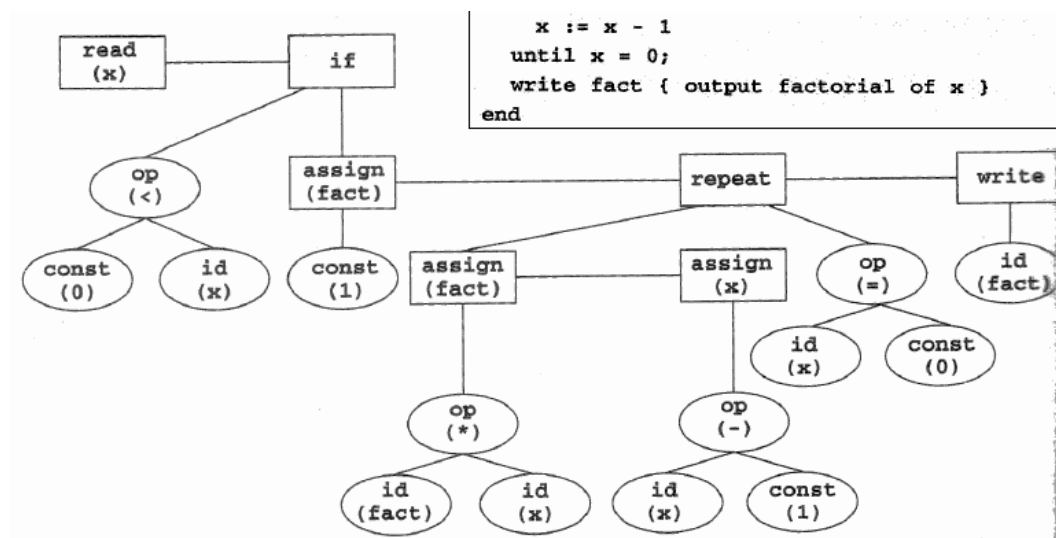 x := x - 1
until x = 0;
write fact { output factorial of x }
end
read
(x)
if
op
(<)
assign
(fact)
repeat
write
const
(0)
id
(x)
const
(1)
assign
(fact)
assign
(x)
op
(=)
id
(fact)
id
(x)
const
(0)
op
(*)
op
(-)
id
(fact)
id
(x)
id
(x)
const
(1)